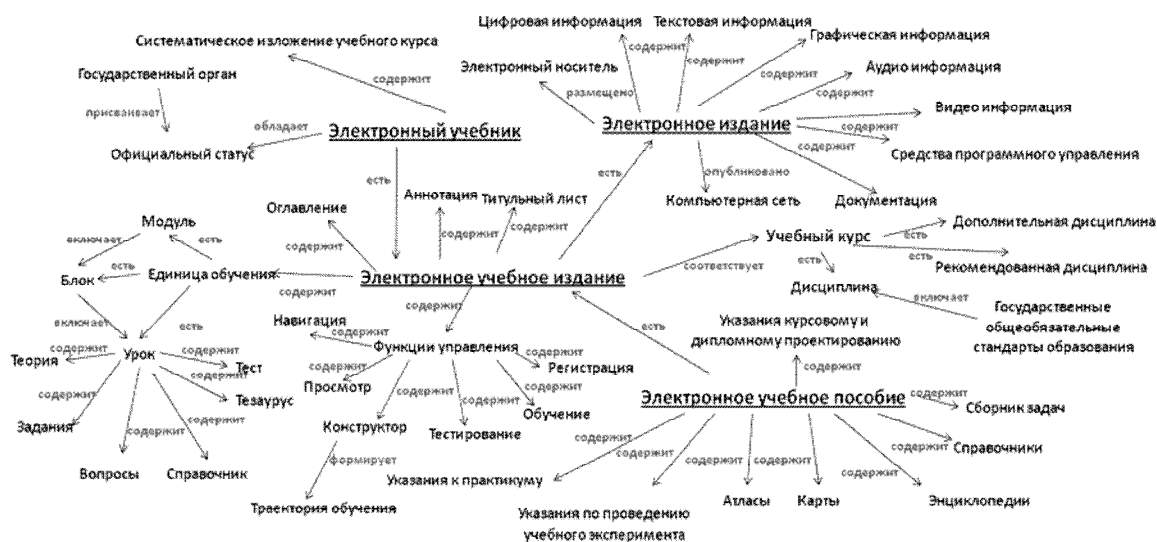 Цифровая информация
Текстовая информация
содержит
содержит
Графическая информация
Систематическое изложение учебного курса
содержит
Электронный носитель
размещено
содержит
Аудио информация
содержит
Государственный орган
присваивает
Видео информация
обладает
Электронный учебник
Электронное издание
содержит
содержит
Средства программного управления
Официальный статус
есть
есть
опубликовано
Аннотация
Титульный лист
Компьютерная сеть
Документация
Оглавление
содержит
содержит
содержит
Модуль
включает
есть
Учебный курс
есть
Дополнительная дисциплина
есть
Рекомендованная дисциплина
Блок
есть
Единица обучения
содержит
Электронное учебное издание
соответствует
есть
Дисциплина
включает
Государственные
общеобязательные
стандарты образования
содержит
включает
есть
Навигация
содержит
Функции управления
есть
Указания курсовому и
дипломному проектированию
содержит
Теория
содержит
Урок
содержит
Тест
содержит
Тезаурус
содержит
Просмотр
содержит
Регистрация
содержит
Обучение
содержит
содержит
Электронное учебное пособие
содержит
Сборник задач
содержит
Задания
содержит
содержит
Конструктор
Тестирование
содержит
содержит
содержит
содержит
содержит
содержит
Справочники
Вопросы
Справочник
формирует
Указания к практикуму
Траектория обучения
Указания по проведению
учебного эксперимента
Атласы
Карты
Энциклопедии